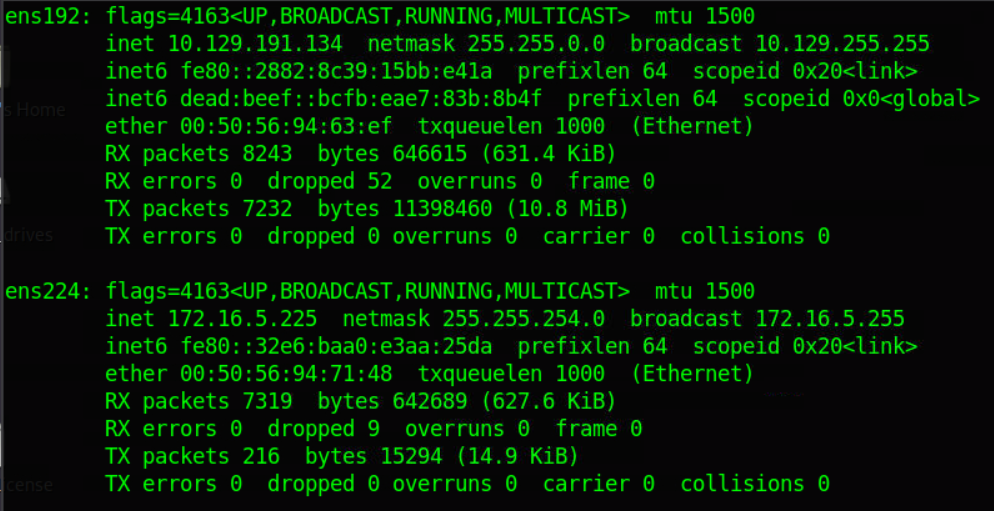 ens192: flags=4163<UP,BROADCAST,RUNNING,MULTICAST>  mtu 1500
inet 10.129.191.134  netmask 255.255.0.0  broadcast 10.129.255.255
inet6 fe80::2882:8c39:15bb:e41a  prefixlen 64  scopeid 0x20<link>
inet6 dead:beef::bcfb:eae7:83b:8b4f  prefixlen 64  scopeid 0x0<global>
s Home
ether 00:50:56:94:63:ef  txqueuelen 1000  (Ethernet)
RX packets 8243  bytes 646615 (631.4 KiB)
RX errors 0  dropped 52  overruns 0  frame 0
TX packets 7232  bytes 11398460 (10.8 MiB)
drives
TX errors 0  dropped 0 overruns 0  carrier 0  collisions 0
ens224: flags=4163<UP,BROADCAST,RUNNING,MULTICAST>  mtu 1500
inet 172.16.5.225  netmask 255.255.254.0  broadcast 172.16.5.255
inet6 fe80::32e6:baa0:e3aa:25da  prefixlen 64  scopeid 0x20<link>
ether 00:50:56:94:71:48  txqueuelen 1000  (Ethernet)
RX packets 7319  bytes 642689 (627.6 KiB)
RX errors 0  dropped 9  overruns 0  frame 0
TX packets 216  bytes 15294 (14.9 KiB)
cense
TX errors 0  dropped 0 overruns 0  carrier 0  collisions 0